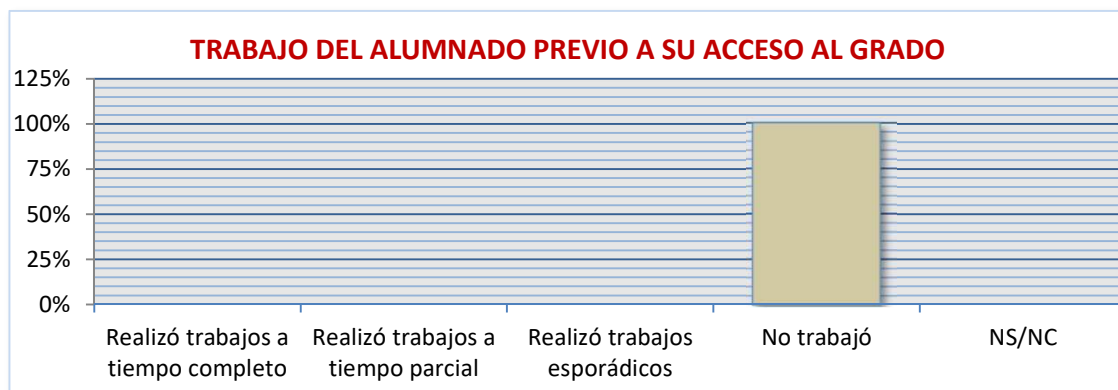 TRABAJO DEL ALUMNADO PREVIO A SU ACCESO AL GRADO
125%
100%
75%
50%
25%
0%
Realizó trabajos a tiempo completo
Realizó trabajos a tiempo parcial
Realizó trabajos esporádicos
No trabajó
NS/NC